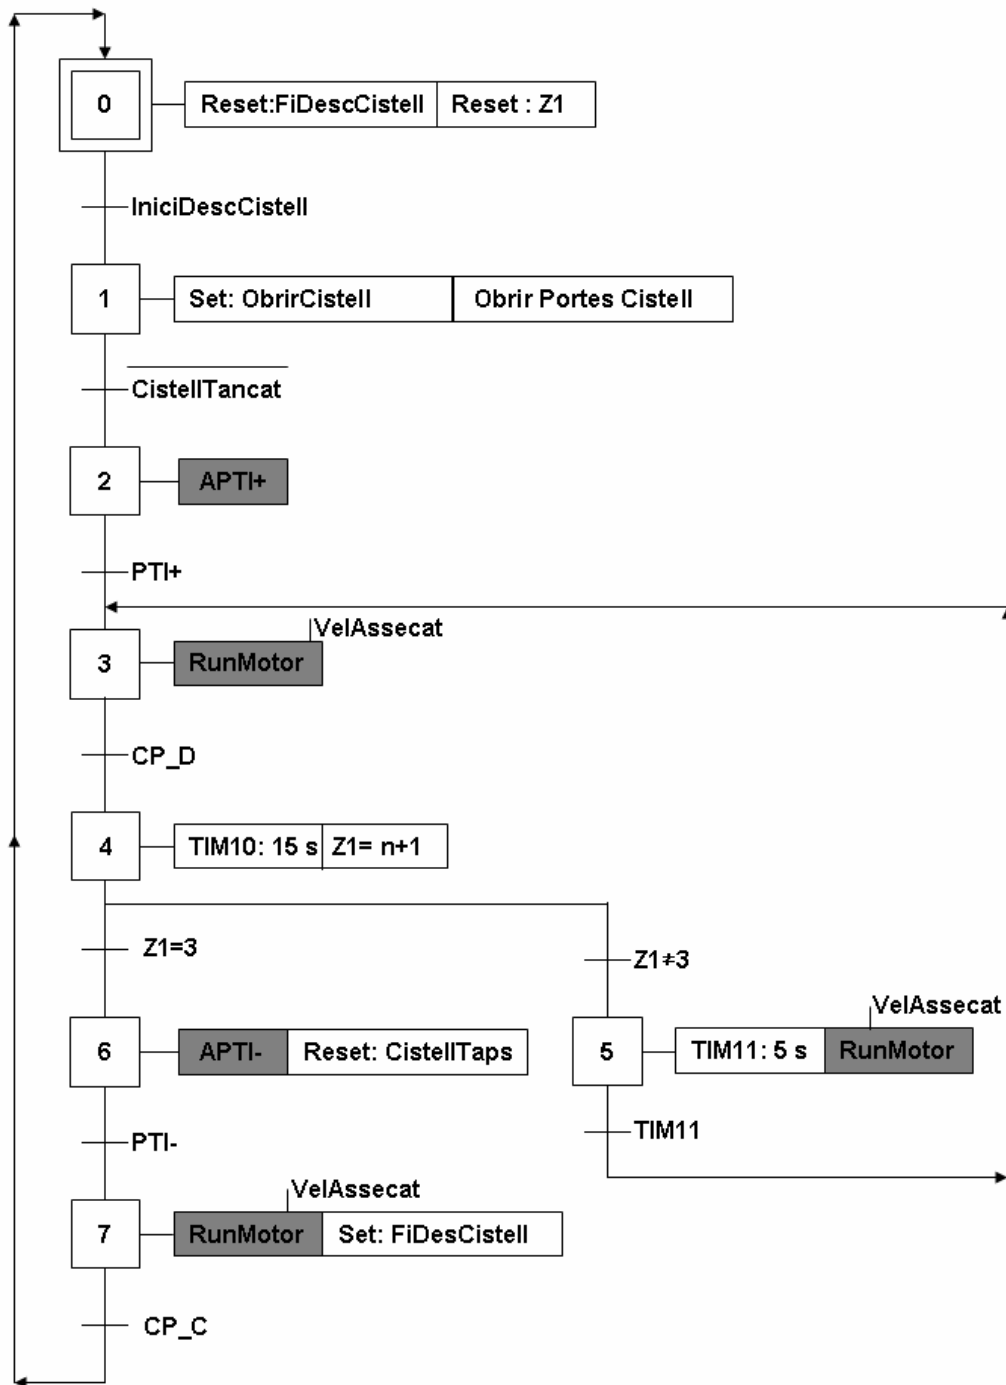 0
Reset:FiDescCistell Reset : Z1
IniciDescCistell
1
Set: ObrirCistell Obrir Portes Cistell
CistellTancat
2
APTI+
PTI+
VelAssecat
3
RunMotor
CP_D
4
TIM10: 15 s Z1= n+1
Z1=3
Z1≠3
VelAssecat
6
APTI- Reset: CistellTaps
5
TIM11: 5 s RunMotor
PTI-
TIM11
VelAssecat
7
RunMotor Set: FiDesCistell
CP_C